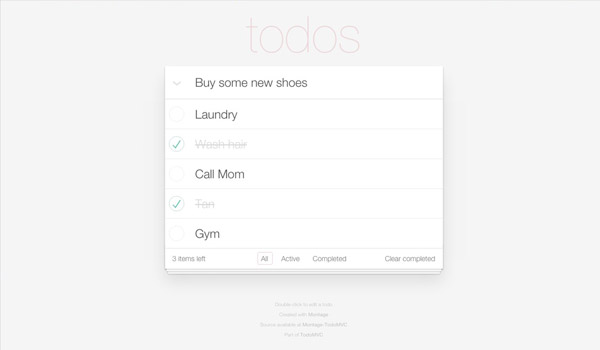 todos
Buy some new shoes
Laundry
Wash hair
Call Mom
Tan
Gym
3 items left
All
Active
Completed
Clear completed
Double-click to edit a todo
Created with Montage
Source available at Montage-TodoMVC
Part of TodoMVC